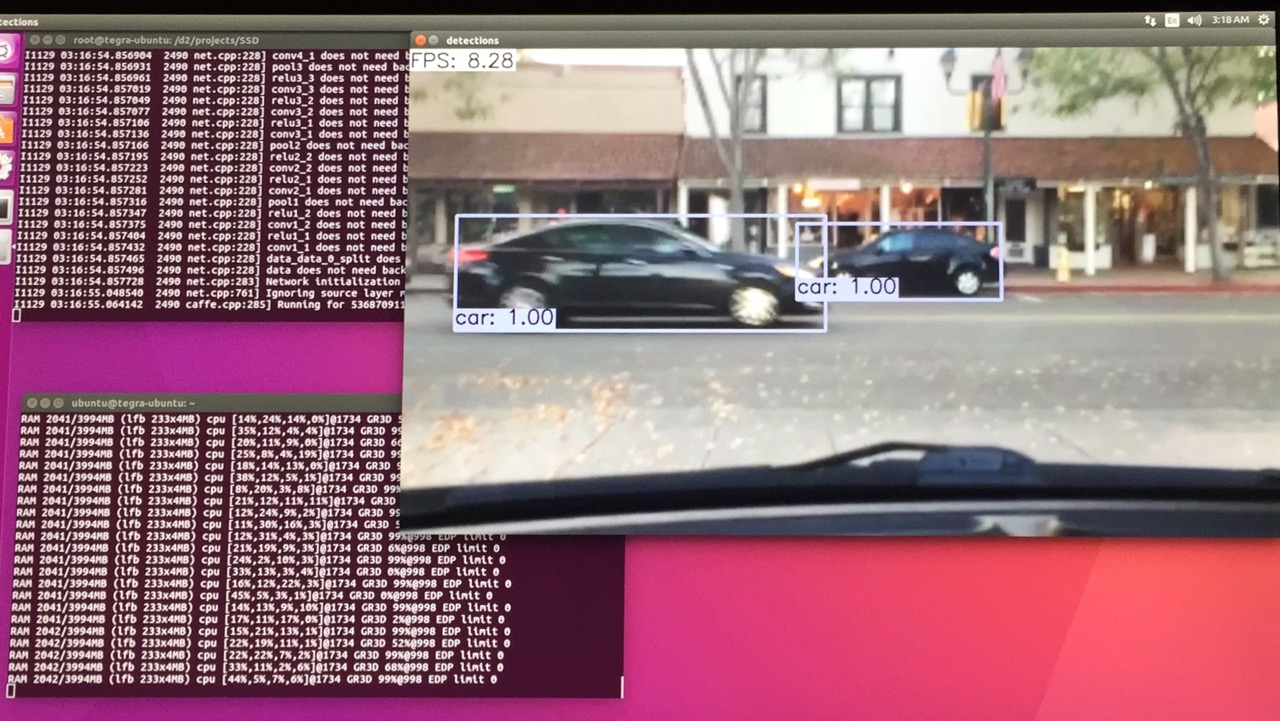 ections
En
3:18 AM
root@tegra-ubuntu: /d2/projects/SSD
I1129 03:16:54.856904 2490 net.cpp:228] conv4_1 does not need b
I1129 03:16:54.856931 2490 net.cpp:228] pool3 does not need bac
I1129 03:16:54.856961 2490 net.cpp:228] relu3_3 does not need b
I1129 03:16:54.857019 2490 net.cpp:228] conv3_3 does not need b
I1129 03:16:54.857049 2490 net.cpp:228] relu3_2 does not need b
I1129 03:16:54.857077 2490 net.cpp:228] conv3_2 does not need b
I1129 03:16:54.857106 2490 net.cpp:228] relu3_1 does not need b
I1129 03:16:54.857136 2490 net.cpp:228] conv3_1 does not need b
I1129 03:16:54.857166 2490 net.cpp:228] pool2 does not need bac
I1129 03:16:54.857195 2490 net.cpp:228] relu2_2 does not need b
I1129 03:16:54.857223 2490 net.cpp:228] conv2_2 does not need b
I1129 03:16:54.857252 2490 net.cpp:228] relu2_1 does not need b
I1129 03:16:54.857281 2490 net.cpp:228] conv2_1 does not need b
I1129 03:16:54.857316 2490 net.cpp:228] pool1 does not need bac
I1129 03:16:54.857347 2490 net.cpp:228] relu1_2 does not need b
I1129 03:16:54.857375 2490 net.cpp:228] conv1_2 does not need b
I1129 03:16:54.857404 2490 net.cpp:228] relu1_1 does not need b
I1129 03:16:54.857432 2490 net.cpp:228] conv1_1 does not need b
I1129 03:16:54.857465 2490 net.cpp:228] data_data_0_split does
I1129 03:16:54.857496 2490 net.cpp:228] data does not need back
I1129 03:16:54.857728 2490 net.cpp:283] Network initialization
I1129 03:16:55.048540 2490 net.cpp:761] Ignoring source layer m
I1129 03:16:55.064142 2490 caffe.cpp:285] Running for 536870911
detections
FPS: 8.28
car: 1.00
car: 1.00
ubuntu@tegra-ubuntu: ~
RAM 2041/3994MB (lfb 233x4MB) cpu [14%,24%,14%,0%]@1734 GR3D 5
RAM 2041/3994MB (lfb 233x4MB) cpu [35%,12%,4%,4%]@1734 GR3D 99
RAM 2041/3994MB (lfb 233x4MB) cpu [20%,11%,9%,0%]@1734 GR3D 66
RAM 2041/3994MB (lfb 233x4MB) cpu [25%,8%,4%,19%]@1734 GR3D 99
RAM 2041/3994MB (lfb 233x4MB) cpu [18%,14%,13%,0%]@1734 GR3D
RAM 2041/3994MB (lfb 233x4MB) cpu [38%,12%,5%,1%]@1734 GR3D 99
RAM 2041/3994MB (lfb 233x4MB) cpu [8%,20%,3%,8%]@1734 GR3D 99%
RAM 2041/3994MB (lfb 233x4MB) cpu [21%,12%,11%,11%]@1734 GR3D
RAM 2041/3994MB (lfb 233x4MB) cpu [12%,24%,9%,2%]@1734 GR3D
RAM 2041/3994MB (lfb 233x4MB) cpu [11%,30%,16%,3%]@1734 GR3D 5
RAM 2041/3994MB (lfb 233x4MB) cpu [12%,31%,4%,3%]@1734 GR3D 99%@998 EDP limit 0
RAM 2041/3994MB (lfb 233x4MB) cpu [21%,19%,9%,3%]@1734 GR3D 6%@998 EDP limit 0
RAM 2041/3994MB (lfb 233x4MB) cpu [24%,2%,10%,3%]@1734 GR3D 99%@998 EDP limit 0
RAM 2041/3994MB (lfb 233x4MB) cpu [33%,13%,3%,4%]@1734 GR3D 0%@998 EDP limit 0
RAM 2041/3994MB (lfb 233x4MB) cpu [16%,12%,22%,3%]@1734 GR3D 99%@998 EDP limit 0
RAM 2041/3994MB (lfb 233x4MB) cpu [45%,5%,3%,1%]@1734 GR3D 0%@998 EDP limit 0
RAM 2041/3994MB (lfb 233x4MB) cpu [14%,13%,9%,10%]@1734 GR3D 99%@998 EDP limit 0
RAM 2041/3994MB (lfb 233x4MB) cpu [17%,11%,17%,0%]@1734 GR3D 2%@998 EDP limit 0
RAM 2042/3994MB (lfb 233x4MB) cpu [15%,21%,13%,1%]@1734 GR3D 99%@998 EDP limit 0
RAM 2042/3994MB (lfb 233x4MB) cpu [22%,19%,11%,1%]@1734 GR3D 52%@998 EDP limit 0
RAM 2042/3994MB (lfb 233x4MB) cpu [22%,22%,7%,2%]@1734 GR3D 99%@998 EDP limit 0
RAM 2042/3994MB (lfb 233x4MB) cpu [33%,11%,2%,6%]@1734 GR3D 68%@998 EDP limit 0
RAM 2042/3994MB (lfb 233x4MB) cpu [44%,5%,7%,6%]@1734 GR3D 99%@998 EDP limit 0